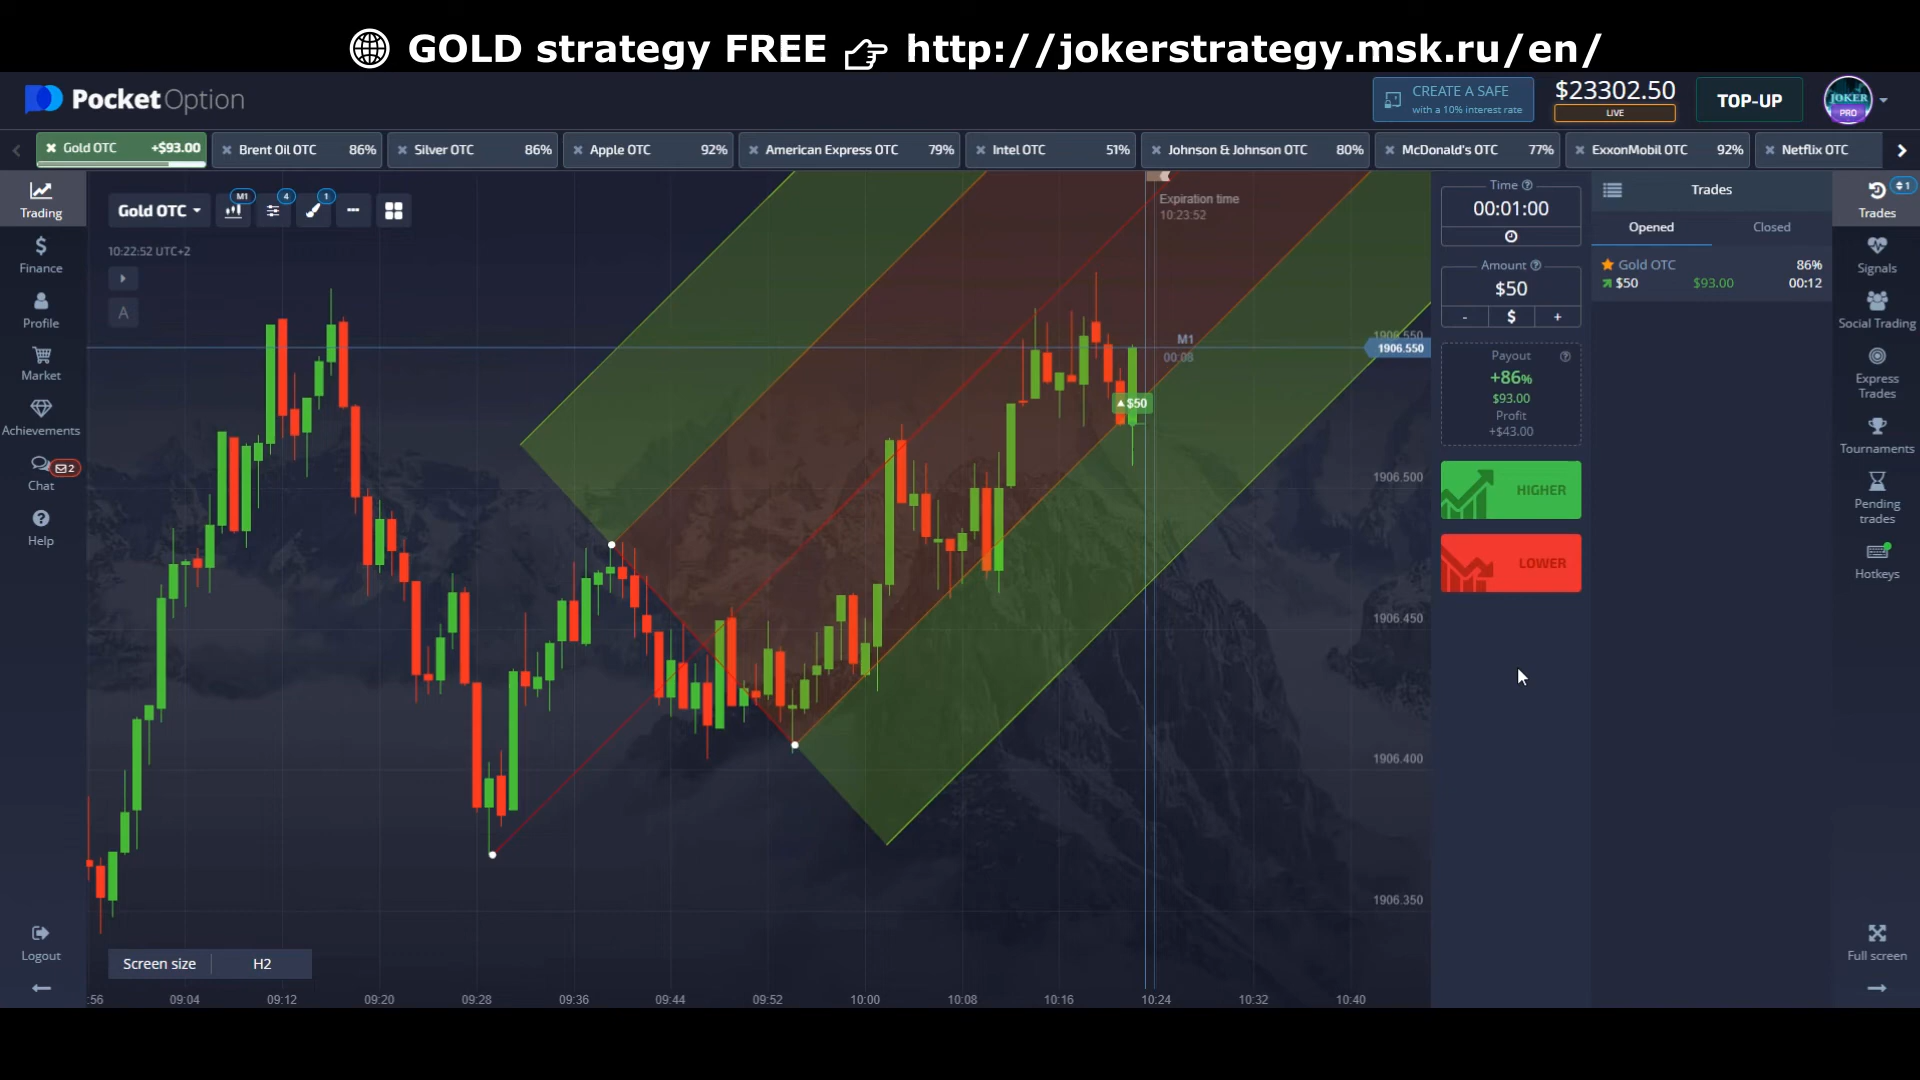 GOLD strategy FREE http://jokerstrategy.msk.ru/en/
PocketOption
CREATE A SAFE
with a 10% interest rate
$23302.50
LIVE
TOP-UP
JOKER
PRO
Gold OTC +$93.00
Brent Oil OTC 86%
Silver OTC 86%
Apple OTC 92%
American Express OTC 79%
Intel OTC 51%
Johnson & Johnson OTC 80%
McDonald's OTC 77%
ExxonMobil OTC 92%
Netflix OTC
Trading
Finance
Profile
Market
Achievements
2
Chat
Help
Logout
Gold OTC
M1
4
1
10:22:52 UTC+2
A
Expiration time
10:23:52
M1
00:08
$50
1906.550
1906.550
1906.500
1906.450
1906.400
1906.350
Screen size H2
:56 09:04 09:12 09:20 09:28 09:36 09:44 09:52 10:00 10:08 10:16 10:24 10:32 10:40
Time
00:01:00
Amount
$50
- $ +
Payout
+86%
$93.00
Profit
+$43.00
HIGHER
LOWER
Trades
Opened Closed
Gold OTC 86%
$50 $93.00 00:12
1
Trades
Signals
Social Trading
Express
Trades
Tournaments
Pending
trades
Hotkeys
Full screen